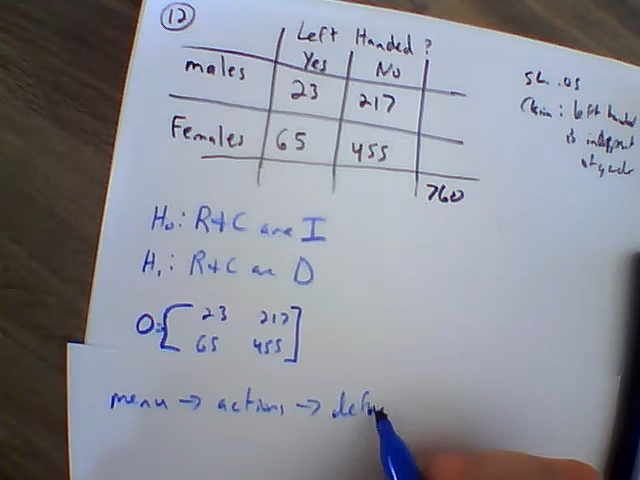 12
Left Handed ?
Yes No
males 23 217
Females 65 455
760
SL: .05
Claim: Left handed
is independent
of gender
H₀: R+C are I
H₁: R+C are D
O: [23 217
65 455]
menu → actions → define